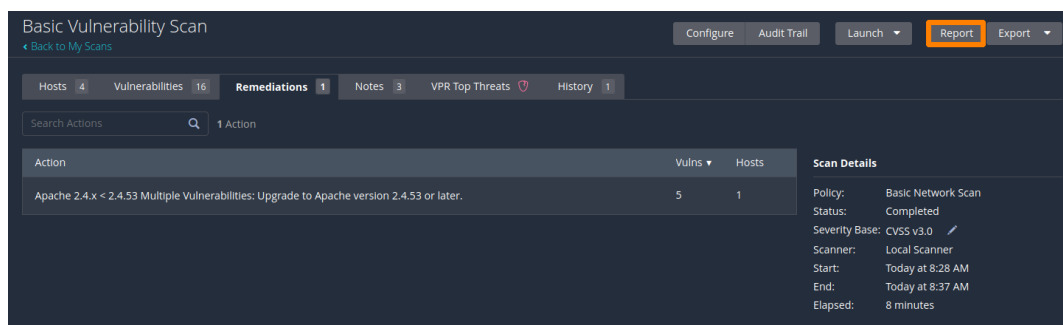 Basic Vulnerability Scan
Configure Audit Trail Launch Report Export
Back to My Scans
Hosts 4 Vulnerabilities 16 Remediations 1 Notes 3 VPR Top Threats History 1
Search Actions 1 Action
Action Vulns Hosts
Apache 2.4.x < 2.4.53 Multiple Vulnerabilities: Upgrade to Apache version 2.4.53 or later. 5 1
Scan Details
Policy: Basic Network Scan
Status: Completed
Severity Base: CVSS v3.0
Scanner: Local Scanner
Start: Today at 8:28 AM
End: Today at 8:37 AM
Elapsed: 8 minutes